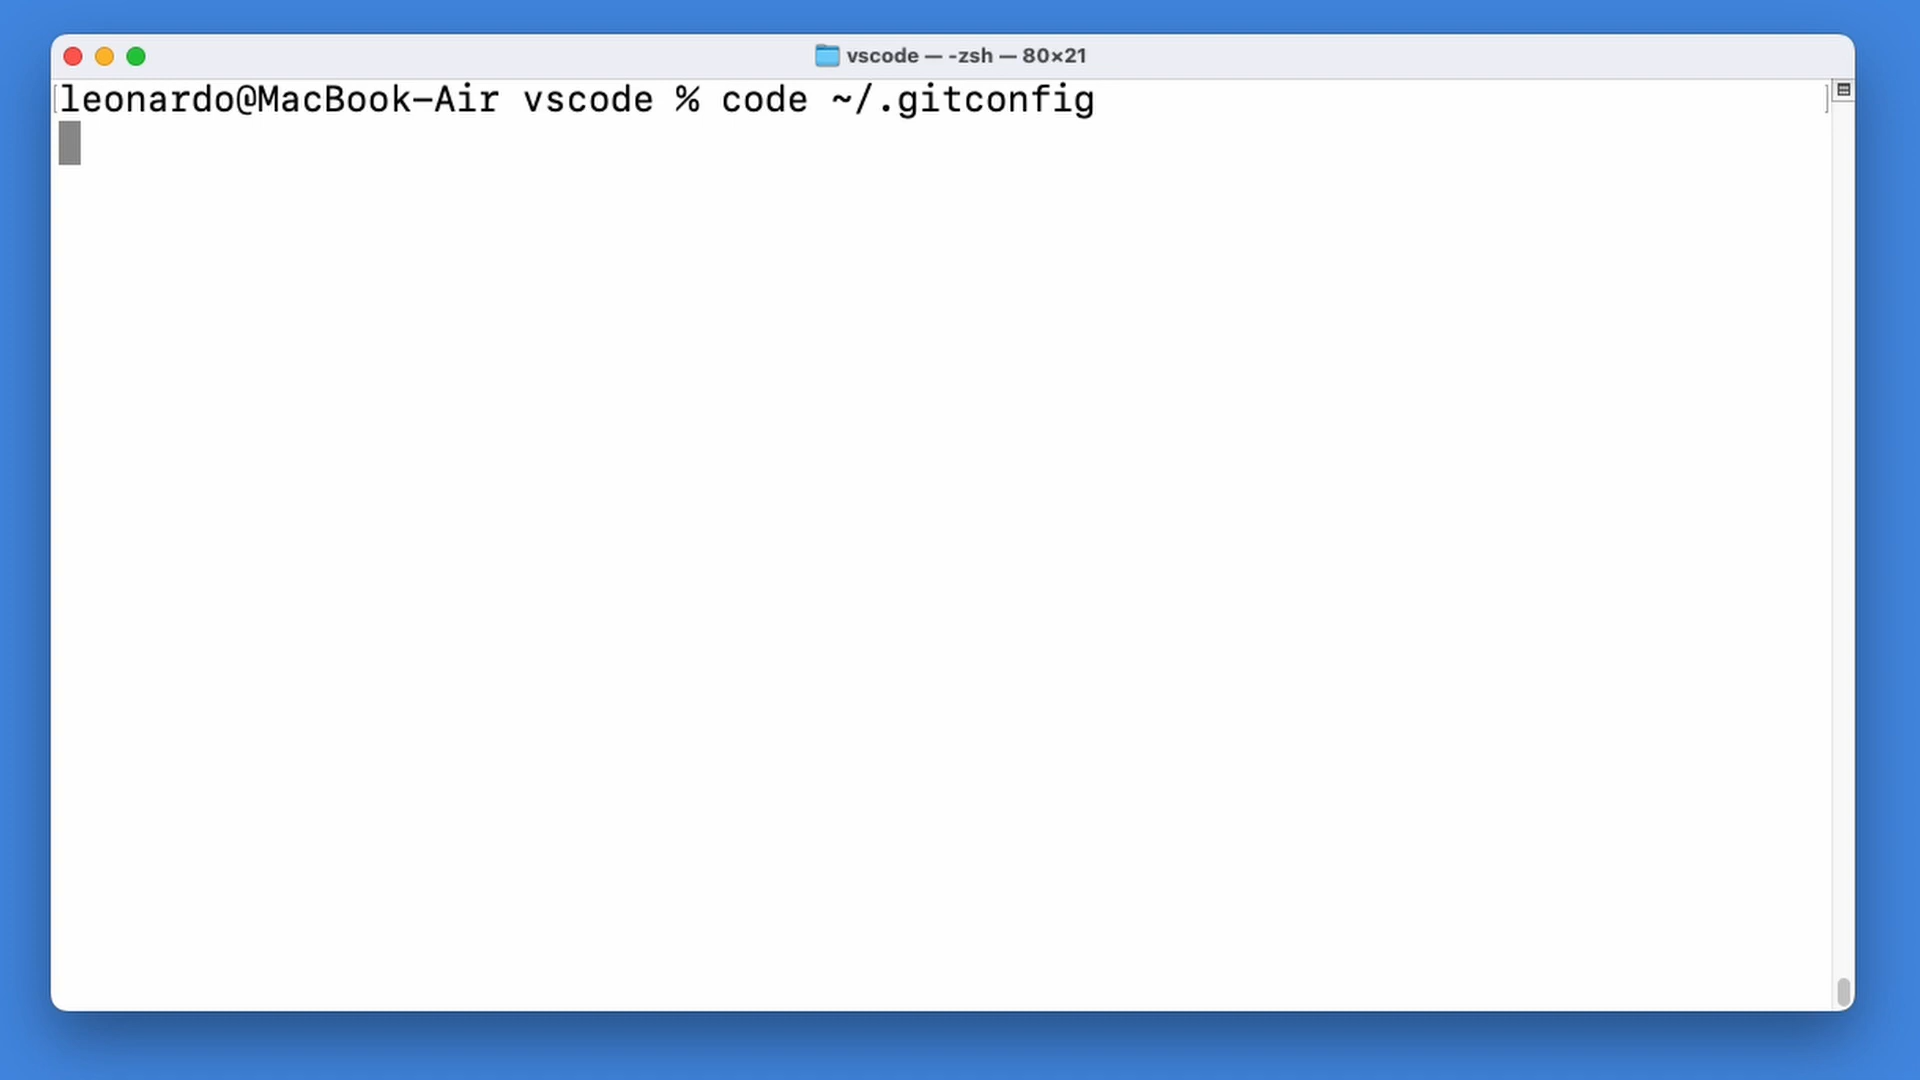 vscode — -zsh — 80×21
leonardo@MacBook-Air vscode % code ~/.gitconfig